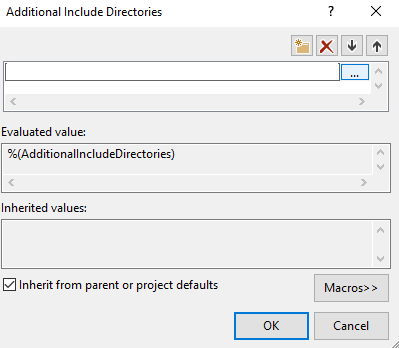 Additional Include Directories
?
...
Evaluated value:
%(AdditionalIncludeDirectories)
Inherited values:
Inherit from parent or project defaults
Macros>>
OK
Cancel